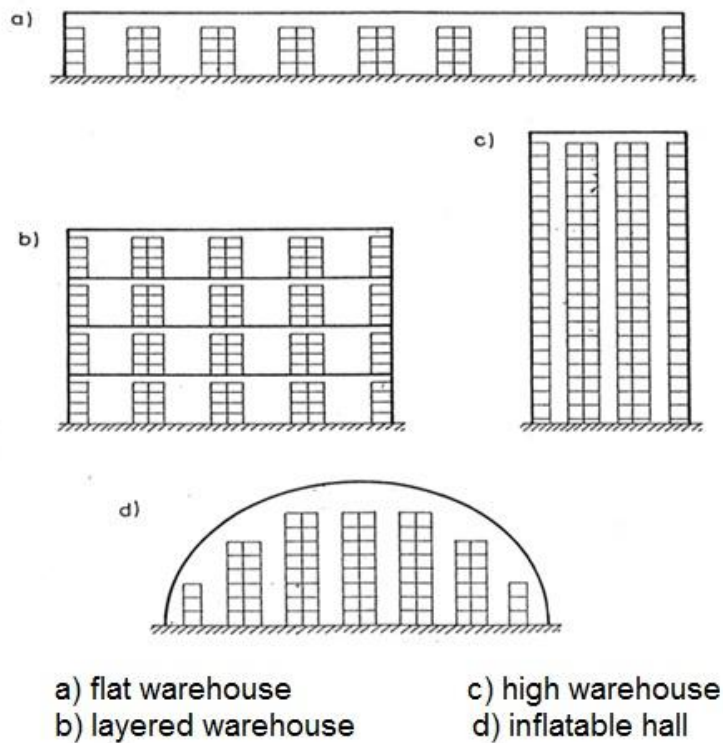 a)
c)
b)
d)
a) flat warehouse
c) high warehouse
b) layered warehouse
d) inflatable hall